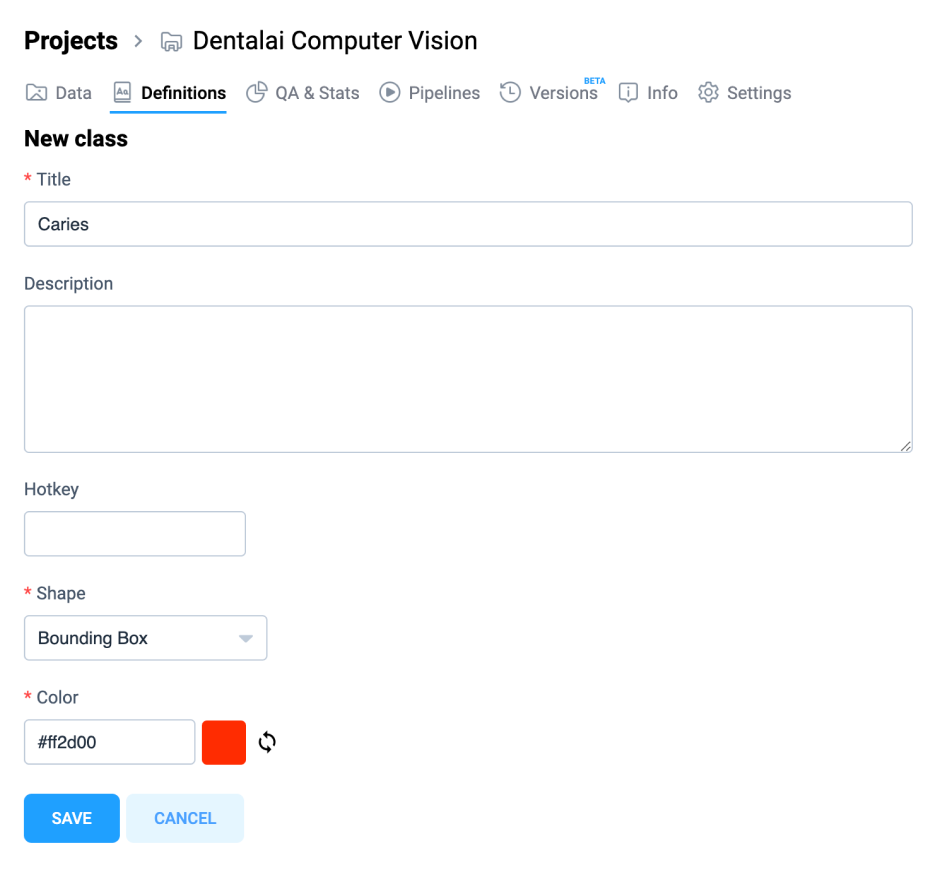 Projects > Dentalai Computer Vision
Data Aa Definitions QA & Stats Pipelines Versions BETA Info Settings
New class
* Title
Caries
Description
Hotkey
* Shape
Bounding Box
* Color
#ff2d00
SAVE CANCEL